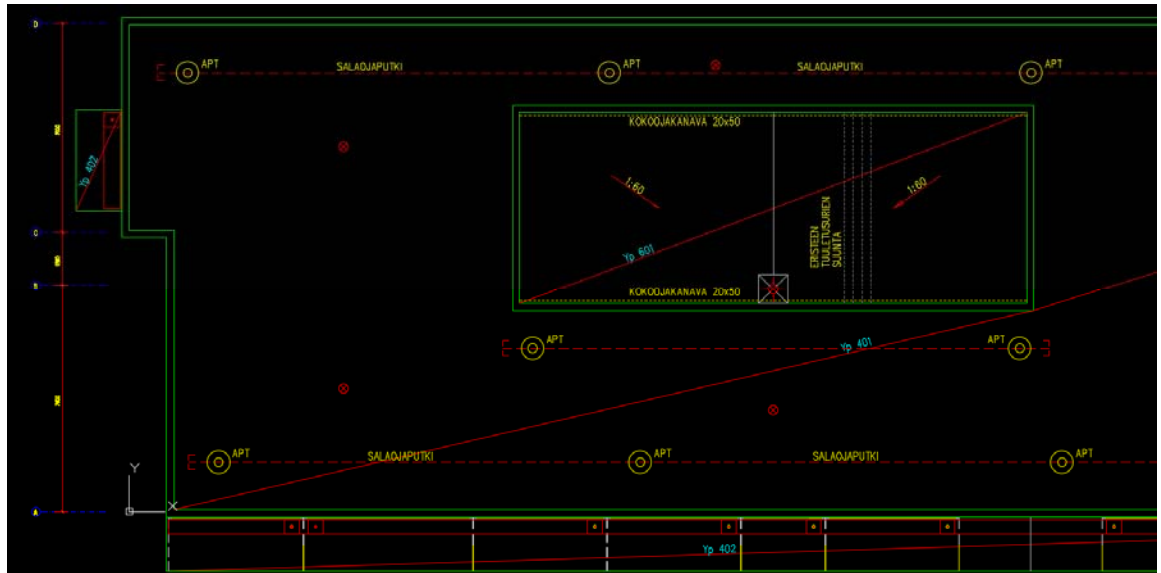 D
APT
SALAOJAPUTKI
APT
SALAOJAPUTKI
APT
KOKOOJAKANAVA 20x50
Yp 402
1:60
1:60
ERISTEEN
TUULETUSURIEN
SUUNTA
C
Yp 601
KOKOOJAKANAVA 20x50
APT
Yp 401
APT
APT
SALAOJAPUTKI
APT
SALAOJAPUTKI
APT
Y
X
A
Yp 402